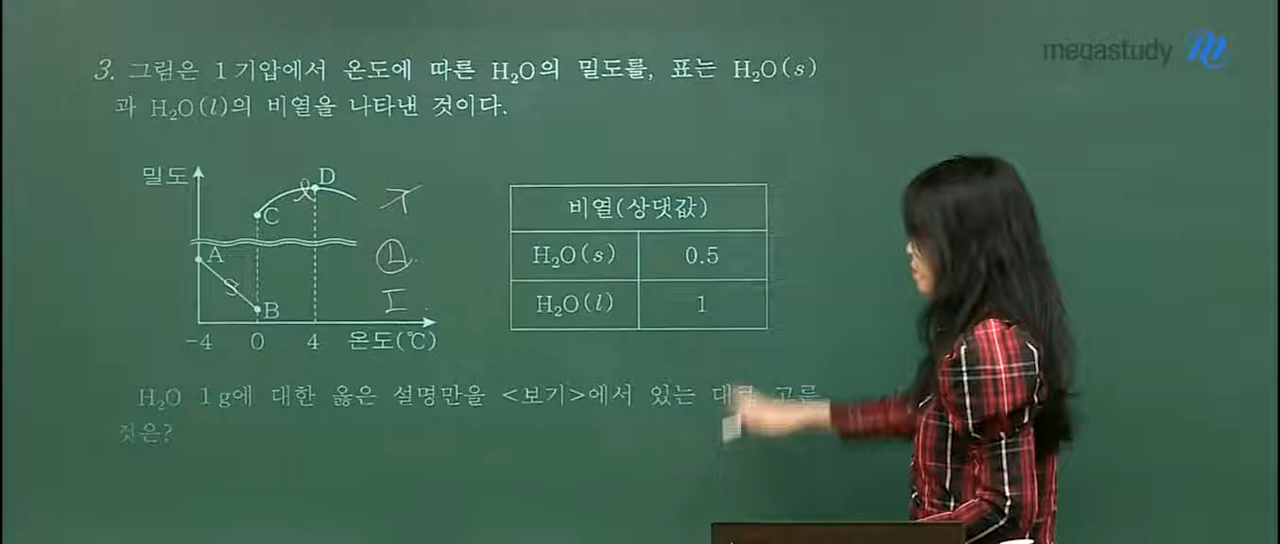 megastudy
3. 그림은 1기압에서 온도에 따른 H₂O의 밀도를, 표는 H₂O(s)
과 H₂O(l)의 비열을 나타낸 것이다.
밀도
D
C
A
B
S
l
ㄱ
ㄴ
ㄷ
-4 0 4 온도(℃)
비열(상댓값)
H₂O(s) 0.5
H₂O(l) 1
H₂O 1g에 대한 옳은 설명만을 <보기>에서 있는 대로 고른
것은?